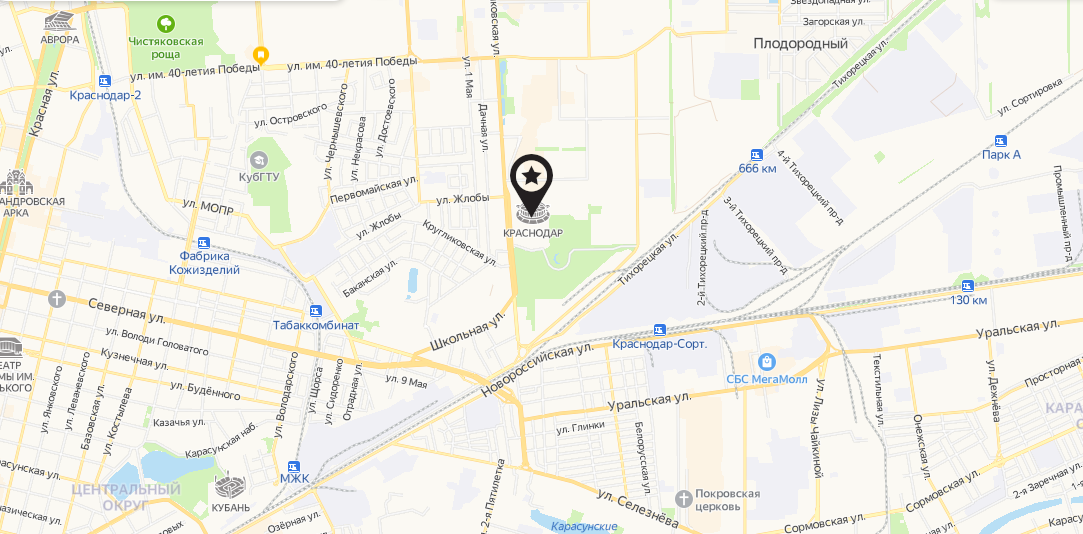 Звездопадная ул.
Загорская ул.
АВРОРА
Чистяковская
роща
Плодородный
ул. им. 40-летия Победы
ул. им. 40-летия Победы
Тихорецкая ул.
Краснодар-2
ул. 1 Мая
Красная ул.
ул. Островского
ул. Чернышевского
ул. Некрасова
ул. Достоевского
Дачная ул.
ул. Сортировка
Парк А
666 км
4-й Тихорецкий пр-д
КубГТУ
Первомайская ул.
ул. Жлобы
ул. МОПР
АРКА
КРАСНОДАР
3-й Тихорецкий пр-д
2-й Тихорецкий пр-д
Промышленный пр-д
ул. Жлобы
Кругликовская ул.
Фабрика
Кожизделий
Баканская ул.
Тихорецкая ул.
130 км
Северная ул.
Табаккомбинат
Школьная ул.
Краснодар-Сорт.
Уральская ул.
ул. Володи Головатого
Кузнечная ул.
ул. Будённого
Новороссийская ул.
СБС МегаМолл
ул. 9 Мая
ул. Янковского
ул. Леваневского
Базовская ул.
ул. Костылева
ул. Володарского
ул. Щорса
ул. Сидоренко
Отрадная ул.
Уральская ул.
ул. Лизы Чайкиной
Текстильная ул.
ул. Дежнёва
Просторная
Казачья ул.
Карасунская наб.
ул. Глинки
Белорусская ул.
Онежская ул.
МЖК
ЦЕНТРАЛЬНЫЙ
ОКРУГ
КУБАНЬ
Озёрная ул.
2-я Пятилетка
ул. Селезнёва
Покровская
церковь
Карасунские
Сормовская ул.
Сормовская ул.
2-я Заречная ул.